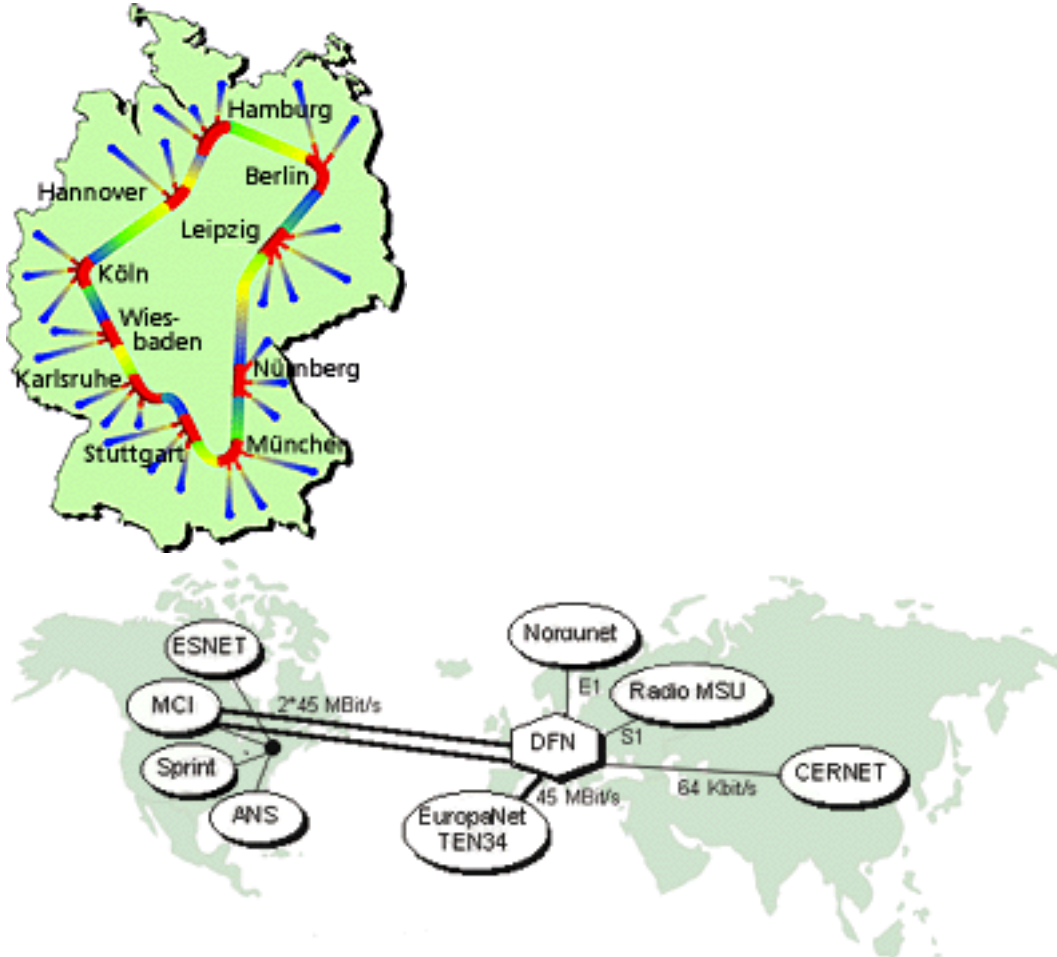 Hamburg
Berlin
Hannover
Leipzig
Köln
Wies-
baden
Nürnberg
Karlsruhe
München
Stuttgart
Nordunet
ESNET
E1
Radio MSU
MCI
2*45 MBit/s
DFN
S1
Sprint
CERNET
64 Kbit/s
45 MBit/s
ANS
EuropaNet
TEN34